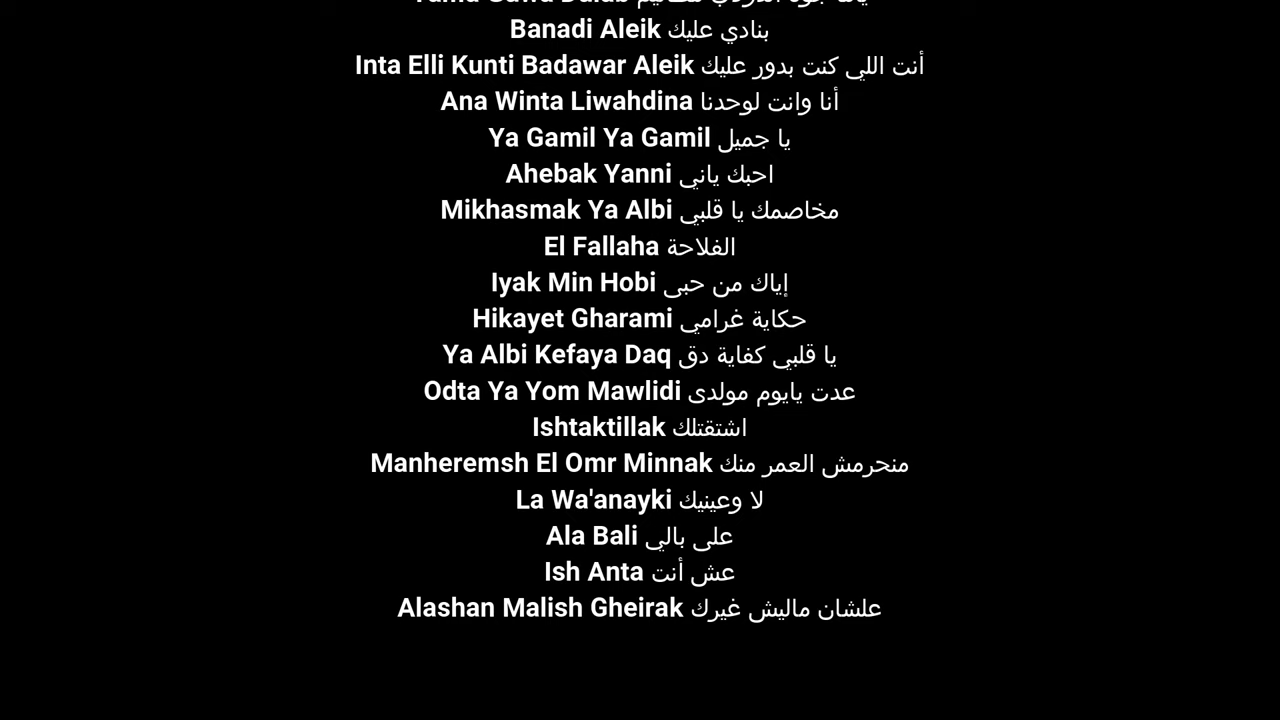 Banadi Aleik بنادي عليك
Inta Elli Kunti Badawar Aleik أنت اللي كنت بدور عليك
Ana Winta Liwahdina أنا وانت لوحدنا
Ya Gamil Ya Gamil يا جميل
Ahebak Yanni احبك ياني
Mikhasmak Ya Albi مخاصمك يا قلبي
El Fallaha الفلاحة
Iyak Min Hobi إياك من حبى
Hikayet Gharami حكاية غرامي
Ya Albi Kefaya Daq يا قلبي كفاية دق
Odta Ya Yom Mawlidi عدت يايوم مولدى
Ishtaktillak اشتقتلك
Manheremsh El Omr Minnak منحرمش العمر منك
La Wa'anayki لا وعينيك
Ala Bali على بالي
Ish Anta عش أنت
Alashan Malish Gheirak علشان ماليش غيرك